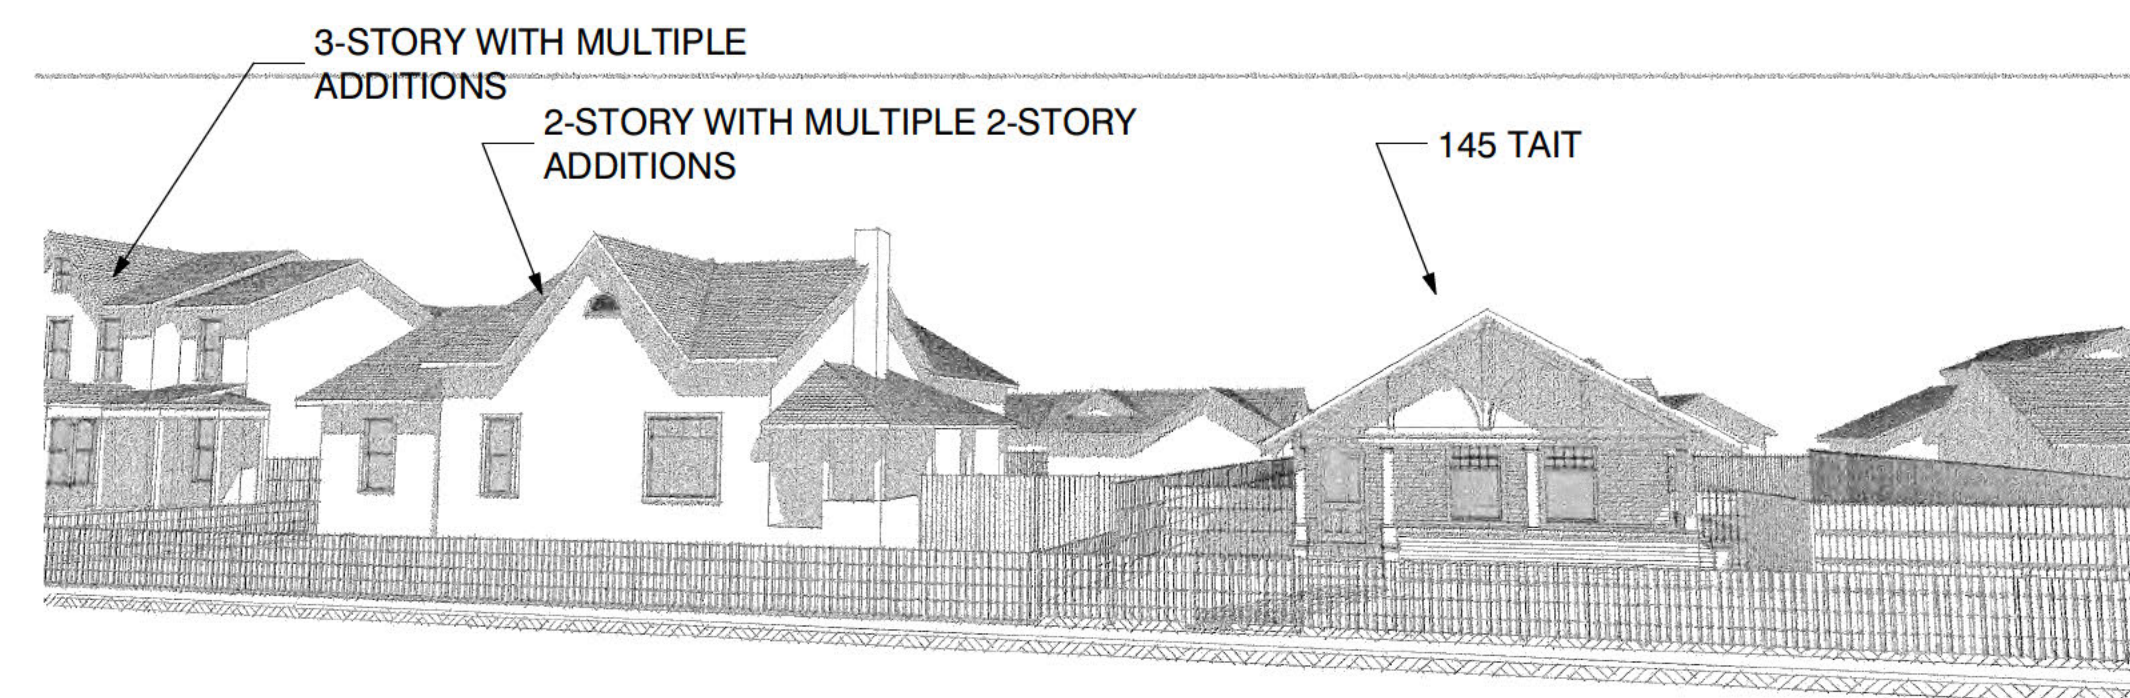 3-STORY WITH MULTIPLE
ADDITIONS
2-STORY WITH MULTIPLE 2-STORY
ADDITIONS
145 TAIT